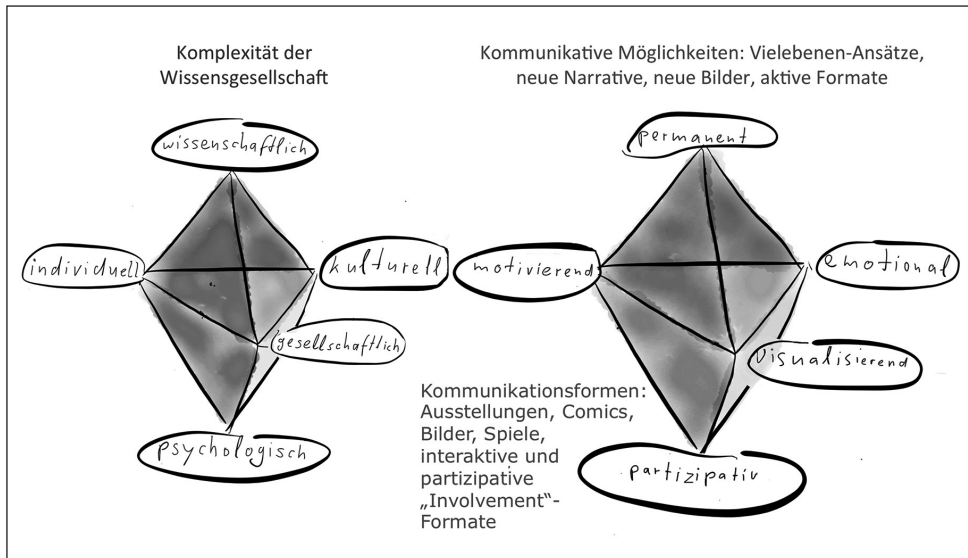 Komplexität der
Wissensgesellschaft
wissenschaftlich
individuell
kulturell
gesellschaftlich
psychologisch
Kommunikative Möglichkeiten: Vielebenen-Ansätze,
neue Narrative, neue Bilder, aktive Formate
permanent
motivierend
emotional
visualisierend
partizipativ
Kommunikationsformen:
Ausstellungen, Comics,
Bilder, Spiele,
interaktive und
partizipative
„Involvement“-
Formate